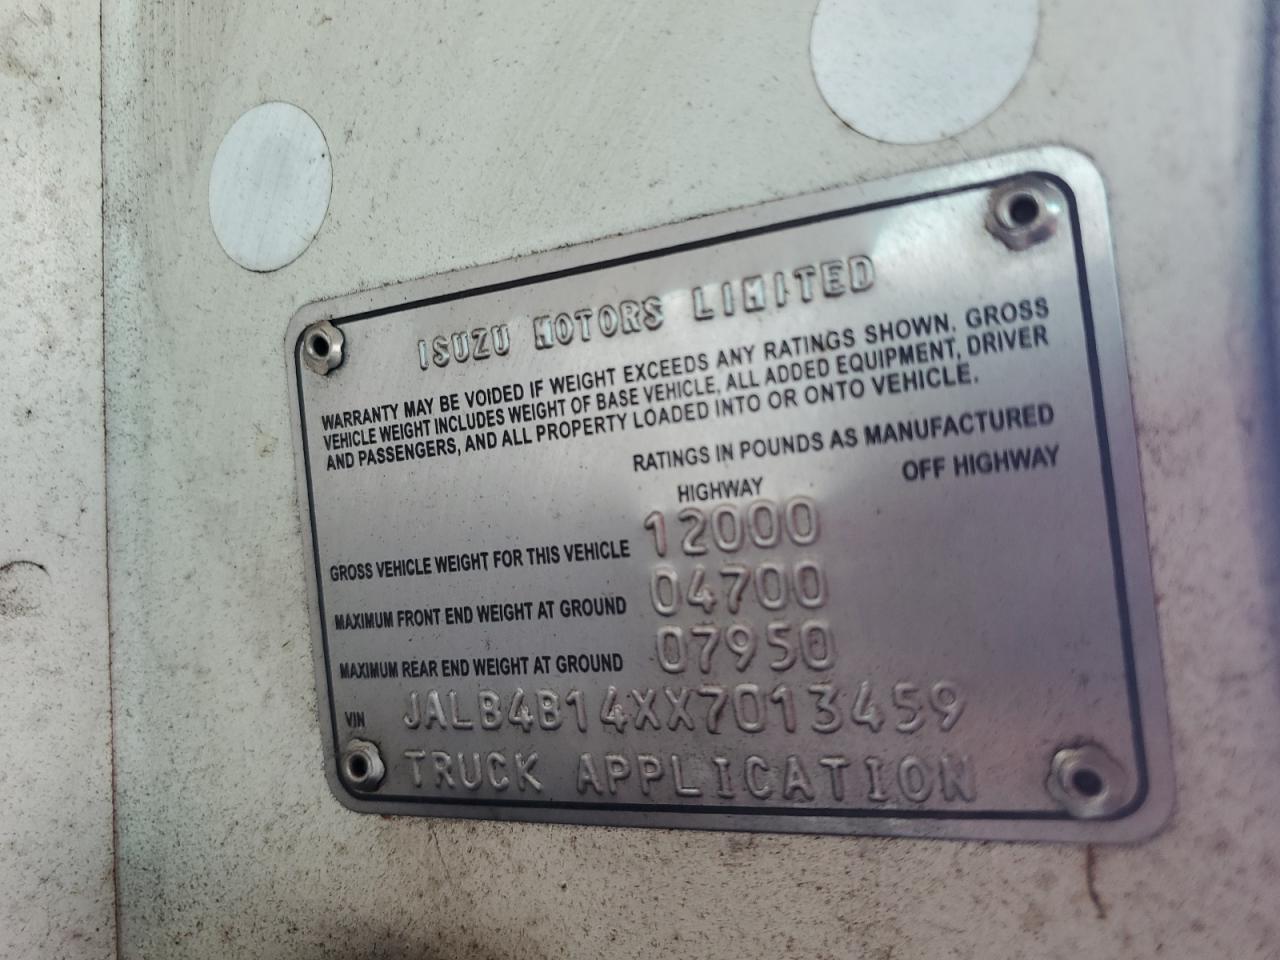 ISUZU MOTORS LIMITED
WARRANTY MAY BE VOIDED IF WEIGHT EXCEEDS ANY RATINGS SHOWN. GROSS
VEHICLE WEIGHT INCLUDES WEIGHT OF BASE VEHICLE, ALL ADDED EQUIPMENT, DRIVER
AND PASSENGERS, AND ALL PROPERTY LOADED INTO OR ONTO VEHICLE.
RATINGS IN POUNDS AS MANUFACTURED
HIGHWAY OFF HIGHWAY
GROSS VEHICLE WEIGHT FOR THIS VEHICLE 12000
MAXIMUM FRONT END WEIGHT AT GROUND 04700
MAXIMUM REAR END WEIGHT AT GROUND 07950
VIN JALB4B14XX7013459
TRUCK APPLICATION